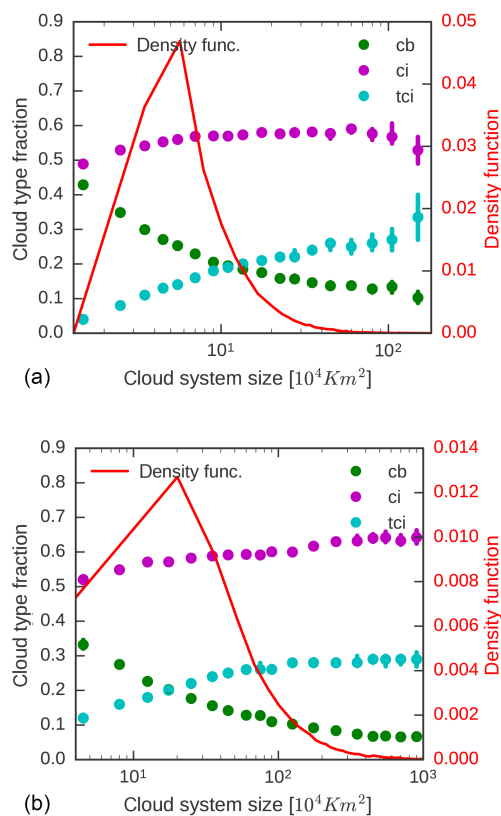 0.9
0.8
0.7
0.6
0.5
0.4
0.3
0.2
0.1
0.0
Cloud type fraction
Density func.
cb
ci
tci
0.05
0.04
0.03
0.02
0.01
0.00
Density function
10¹
10²
(a)
Cloud system size [10⁴Km²]
0.9
0.8
0.7
0.6
0.5
0.4
0.3
0.2
0.1
0.0
Cloud type fraction
Density func.
cb
ci
tci
0.014
0.012
0.010
0.008
0.006
0.004
0.002
0.000
Density function
10¹
10²
10³
(b)
Cloud system size [10⁴Km²]